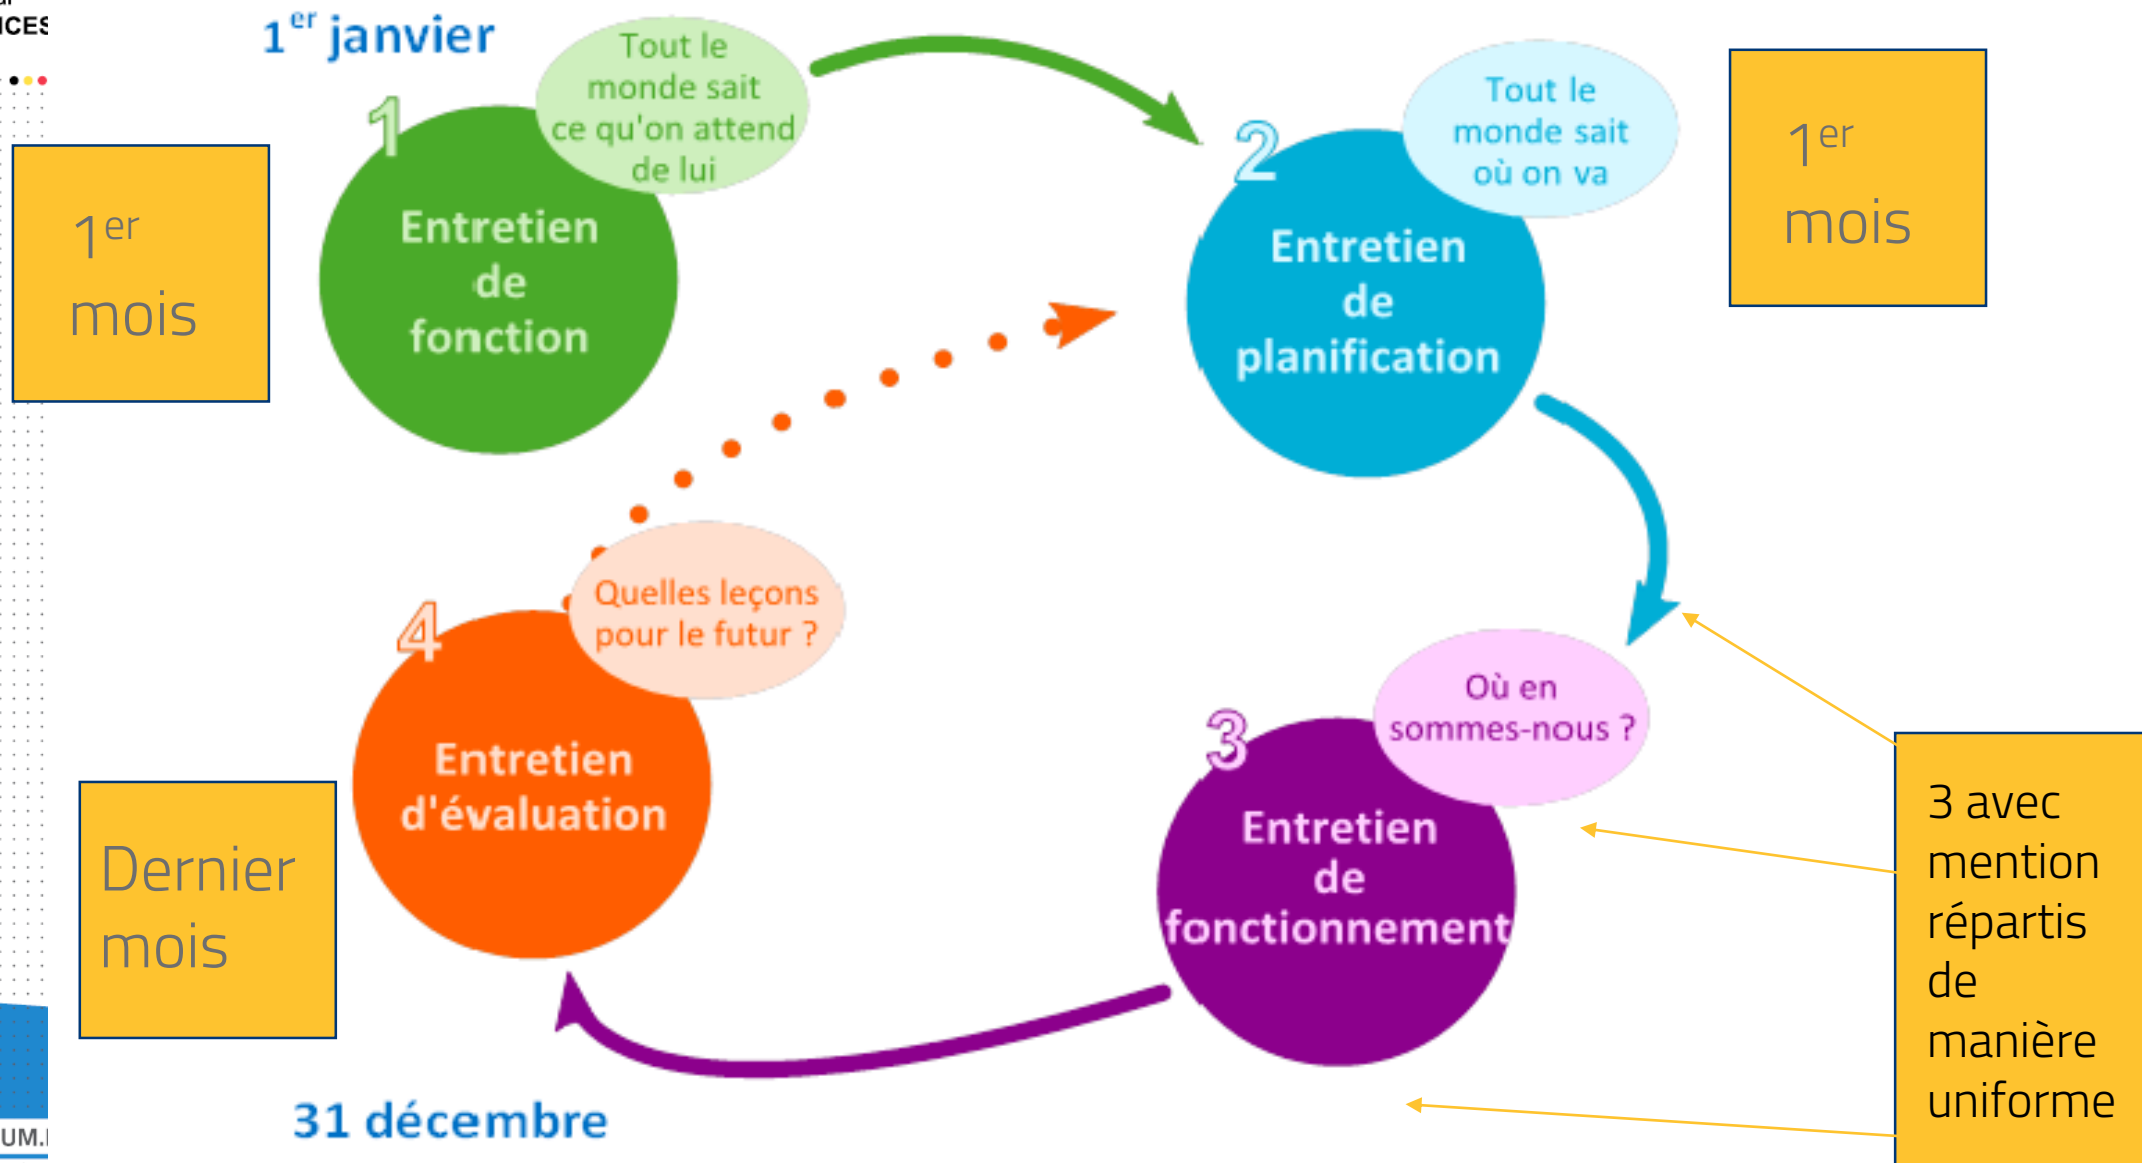 1er janvier
Tout le
monde sait
ce qu'on attend
de lui
1
Entretien
de
fonction
1er
mois
Tout le
monde sait
où on va
2
Entretien
de
planification
1er
mois
Où en
sommes-nous ?
3
Entretien
de
fonctionnement
3 avec
mention
répartis
de
manière
uniforme
Quelles leçons
pour le futur ?
4
Entretien
d'évaluation
Dernier
mois
31 décembre